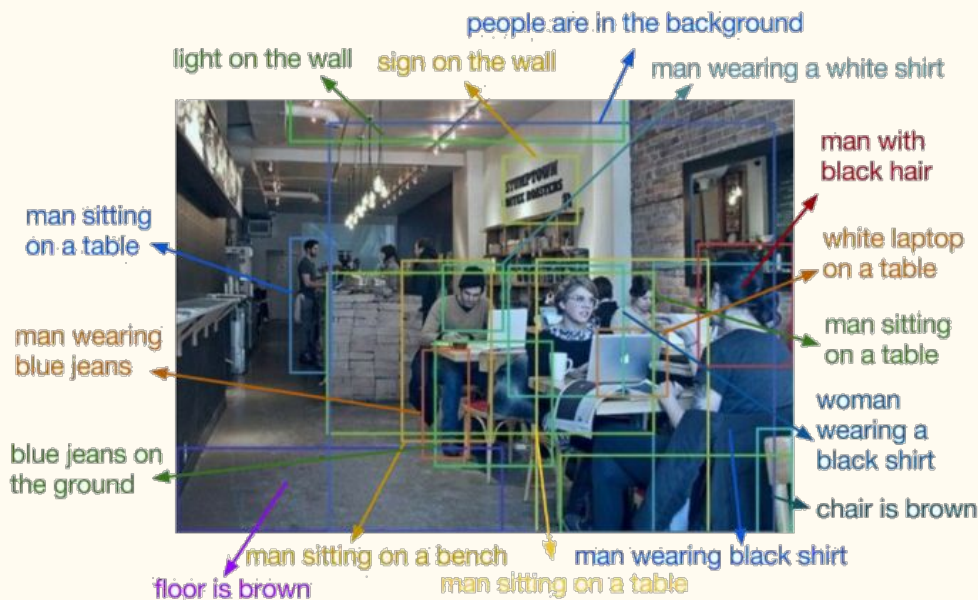 people are in the background
light on the wall
sign on the wall
man wearing a white shirt
man with
black hair
STUMPTOWN
COFFEE ROASTERS
man sitting
on a table
white laptop
on a table
man wearing
blue jeans
man sitting
on a table
woman
wearing a
black shirt
blue jeans on
the ground
chair is brown
man sitting on a bench
man wearing black shirt
floor is brown
man sitting on a table